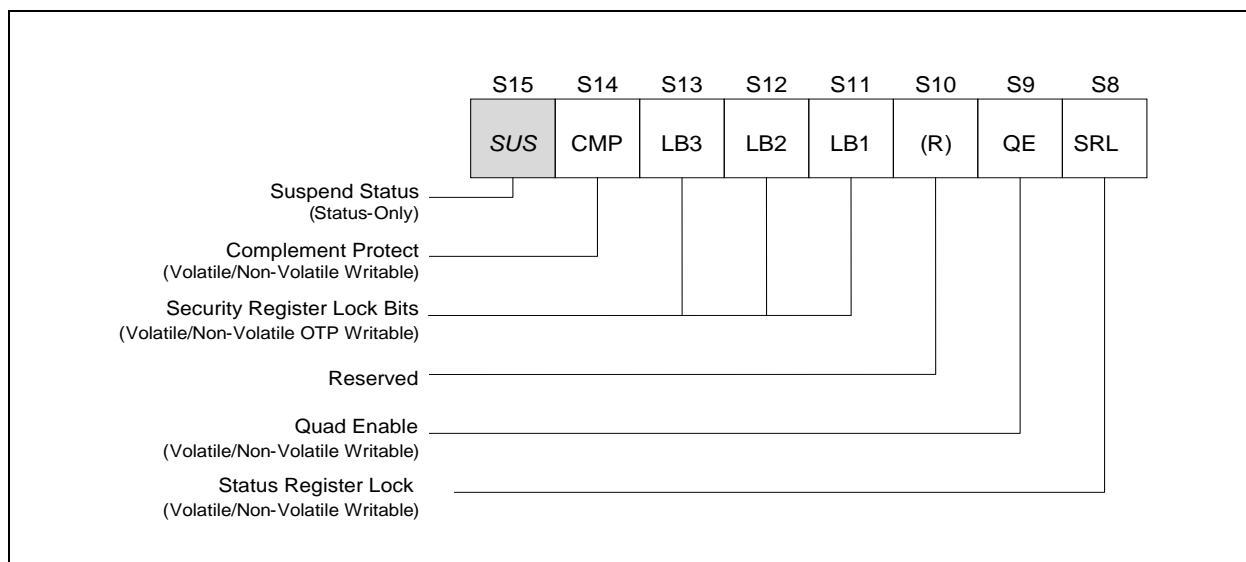 S15 S14 S13 S12 S11 S10 S9 S8
SUS CMP LB3 LB2 LB1 (R) QE SRL
Suspend Status
(Status-Only)
Complement Protect
(Volatile/Non-Volatile Writable)
Security Register Lock Bits
(Volatile/Non-Volatile OTP Writable)
Reserved
Quad Enable
(Volatile/Non-Volatile Writable)
Status Register Lock
(Volatile/Non-Volatile Writable)